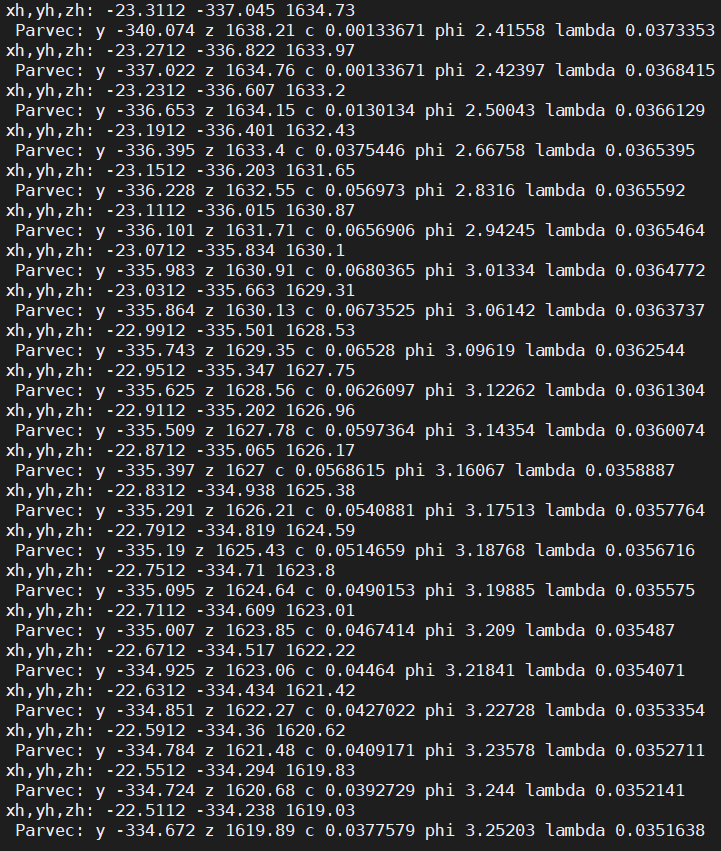 xh,yh,zh: -23.3112 -337.045 1634.73
Parvec: y -340.074 z 1638.21 c 0.00133671 phi 2.41558 lambda 0.0373353
xh,yh,zh: -23.2712 -336.822 1633.97
Parvec: y -337.022 z 1634.76 c 0.00133671 phi 2.42397 lambda 0.0368415
xh,yh,zh: -23.2312 -336.607 1633.2
Parvec: y -336.653 z 1634.15 c 0.0130134 phi 2.50043 lambda 0.0366129
xh,yh,zh: -23.1912 -336.401 1632.43
Parvec: y -336.395 z 1633.4 c 0.0375446 phi 2.66758 lambda 0.0365395
xh,yh,zh: -23.1512 -336.203 1631.65
Parvec: y -336.228 z 1632.55 c 0.056973 phi 2.8316 lambda 0.0365592
xh,yh,zh: -23.1112 -336.015 1630.87
Parvec: y -336.101 z 1631.71 c 0.0656906 phi 2.94245 lambda 0.0365464
xh,yh,zh: -23.0712 -335.834 1630.1
Parvec: y -335.983 z 1630.91 c 0.0680365 phi 3.01334 lambda 0.0364772
xh,yh,zh: -23.0312 -335.663 1629.31
Parvec: y -335.864 z 1630.13 c 0.0673525 phi 3.06142 lambda 0.0363737
xh,yh,zh: -22.9912 -335.501 1628.53
Parvec: y -335.743 z 1629.35 c 0.06528 phi 3.09619 lambda 0.0362544
xh,yh,zh: -22.9512 -335.347 1627.75
Parvec: y -335.625 z 1628.56 c 0.0626097 phi 3.12262 lambda 0.0361304
xh,yh,zh: -22.9112 -335.202 1626.96
Parvec: y -335.509 z 1627.78 c 0.0597364 phi 3.14354 lambda 0.0360074
xh,yh,zh: -22.8712 -335.065 1626.17
Parvec: y -335.397 z 1627 c 0.0568615 phi 3.16067 lambda 0.0358887
xh,yh,zh: -22.8312 -334.938 1625.38
Parvec: y -335.291 z 1626.21 c 0.0540881 phi 3.17513 lambda 0.0357764
xh,yh,zh: -22.7912 -334.819 1624.59
Parvec: y -335.19 z 1625.43 c 0.0514659 phi 3.18768 lambda 0.0356716
xh,yh,zh: -22.7512 -334.71 1623.8
Parvec: y -335.095 z 1624.64 c 0.0490153 phi 3.19885 lambda 0.035575
xh,yh,zh: -22.7112 -334.609 1623.01
Parvec: y -335.007 z 1623.85 c 0.0467414 phi 3.209 lambda 0.035487
xh,yh,zh: -22.6712 -334.517 1622.22
Parvec: y -334.925 z 1623.06 c 0.04464 phi 3.21841 lambda 0.0354071
xh,yh,zh: -22.6312 -334.434 1621.42
Parvec: y -334.851 z 1622.27 c 0.0427022 phi 3.22728 lambda 0.0353354
xh,yh,zh: -22.5912 -334.36 1620.62
Parvec: y -334.784 z 1621.48 c 0.0409171 phi 3.23578 lambda 0.0352711
xh,yh,zh: -22.5512 -334.294 1619.83
Parvec: y -334.724 z 1620.68 c 0.0392729 phi 3.244 lambda 0.0352141
xh,yh,zh: -22.5112 -334.238 1619.03
Parvec: y -334.672 z 1619.89 c 0.0377579 phi 3.25203 lambda 0.0351638